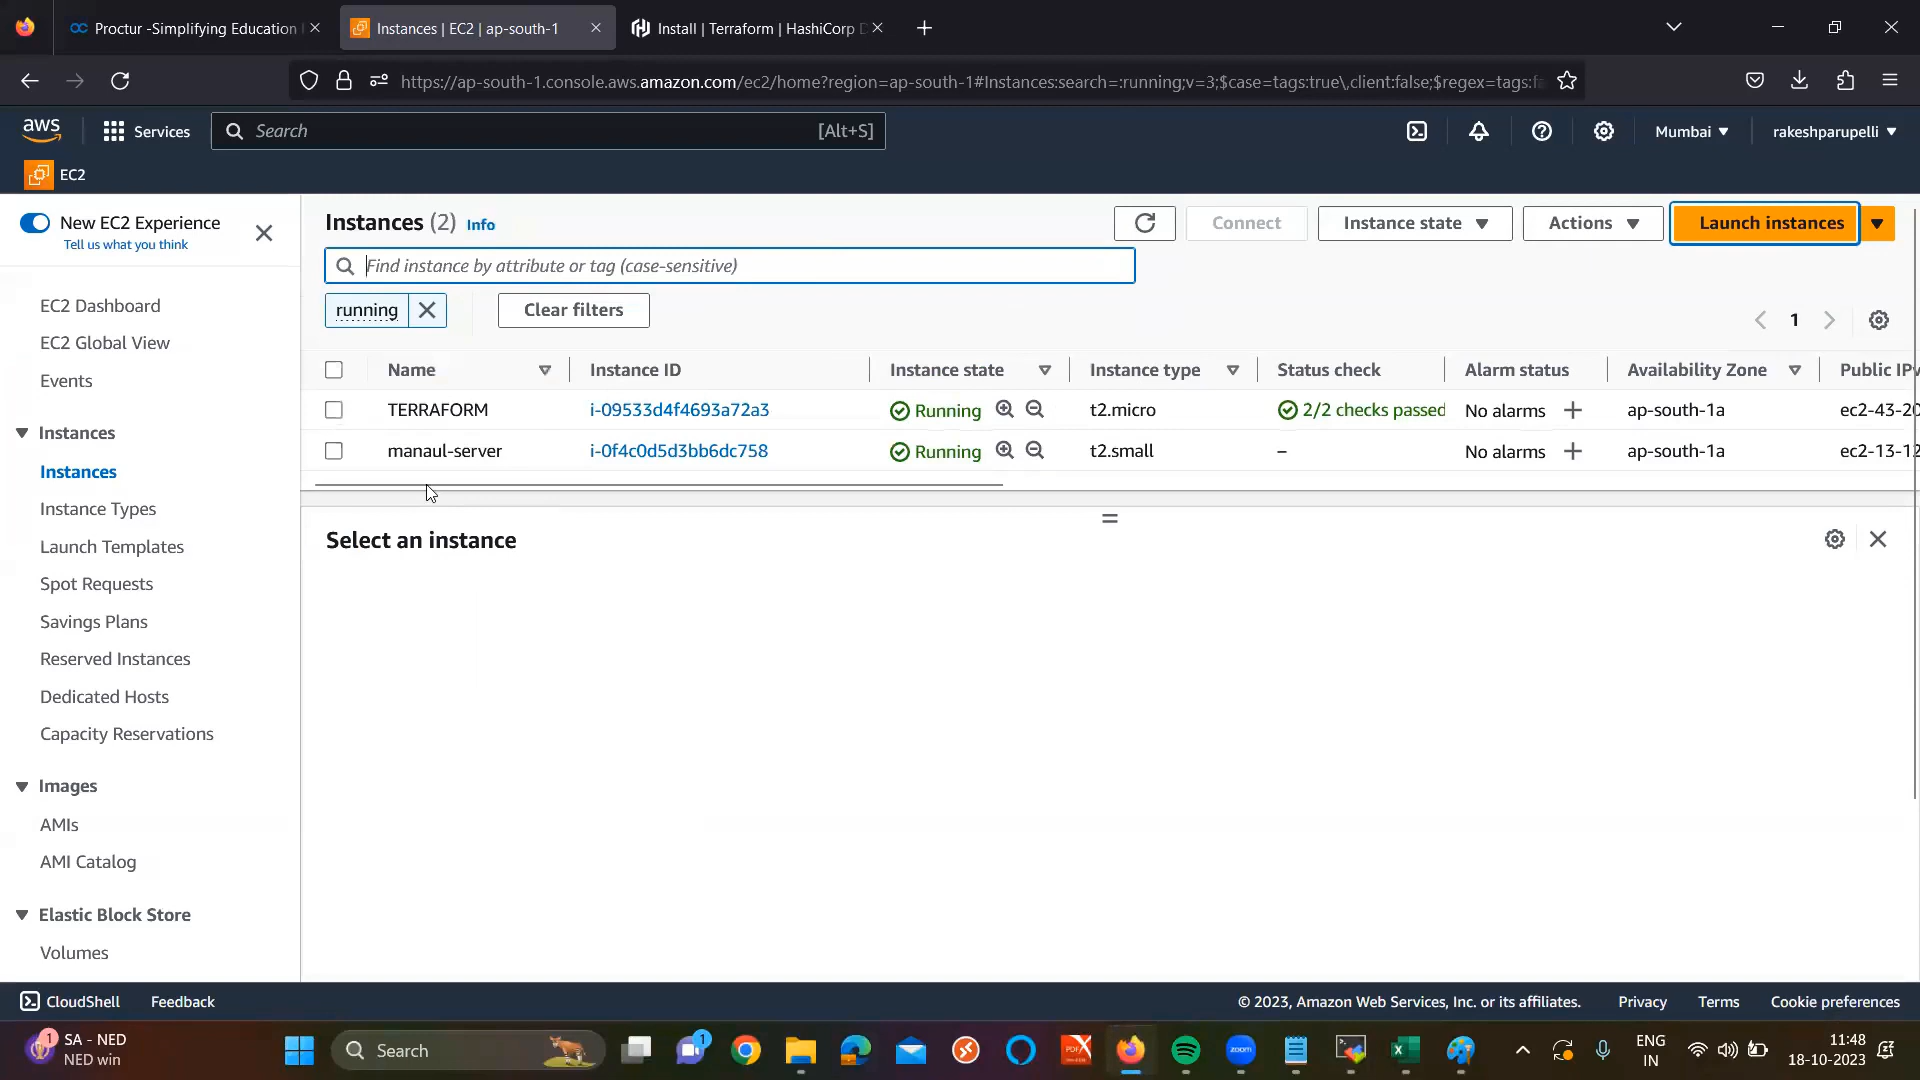 Proctur -Simplifying Education
Instances | EC2 | ap-south-1
Install | Terraform | HashiCorp D
https://ap-south-1.console.aws.amazon.com/ec2/home?region=ap-south-1#Instances:search=:running;v=3;$case=tags:true\,client:false;$regex=tags:fa
aws
Services
Search
[Alt+S]
Mumbai
rakeshparupelli
EC2
New EC2 Experience
Tell us what you think
EC2 Dashboard
EC2 Global View
Events
Instances
Instances
Instance Types
Launch Templates
Spot Requests
Savings Plans
Reserved Instances
Dedicated Hosts
Capacity Reservations
Images
AMIs
AMI Catalog
Elastic Block Store
Volumes
Instances (2) Info
Connect
Instance state
Actions
Launch instances
Find instance by attribute or tag (case-sensitive)
running
Clear filters
1
Name Instance ID Instance state Instance type Status check Alarm status Availability Zone Public IPv
TERRAFORM i-09533d4f4693a72a3 Running t2.micro 2/2 checks passed No alarms ap-south-1a ec2-43-20
manaul-server i-0f4c0d5d3bb6dc758 Running t2.small – No alarms ap-south-1a ec2-13-12
Select an instance
CloudShell Feedback
© 2023, Amazon Web Services, Inc. or its affiliates. Privacy Terms Cookie preferences
1
SA - NED
NED win
Search
1
PDFX
zoom
ENG
IN
11:48
18-10-2023